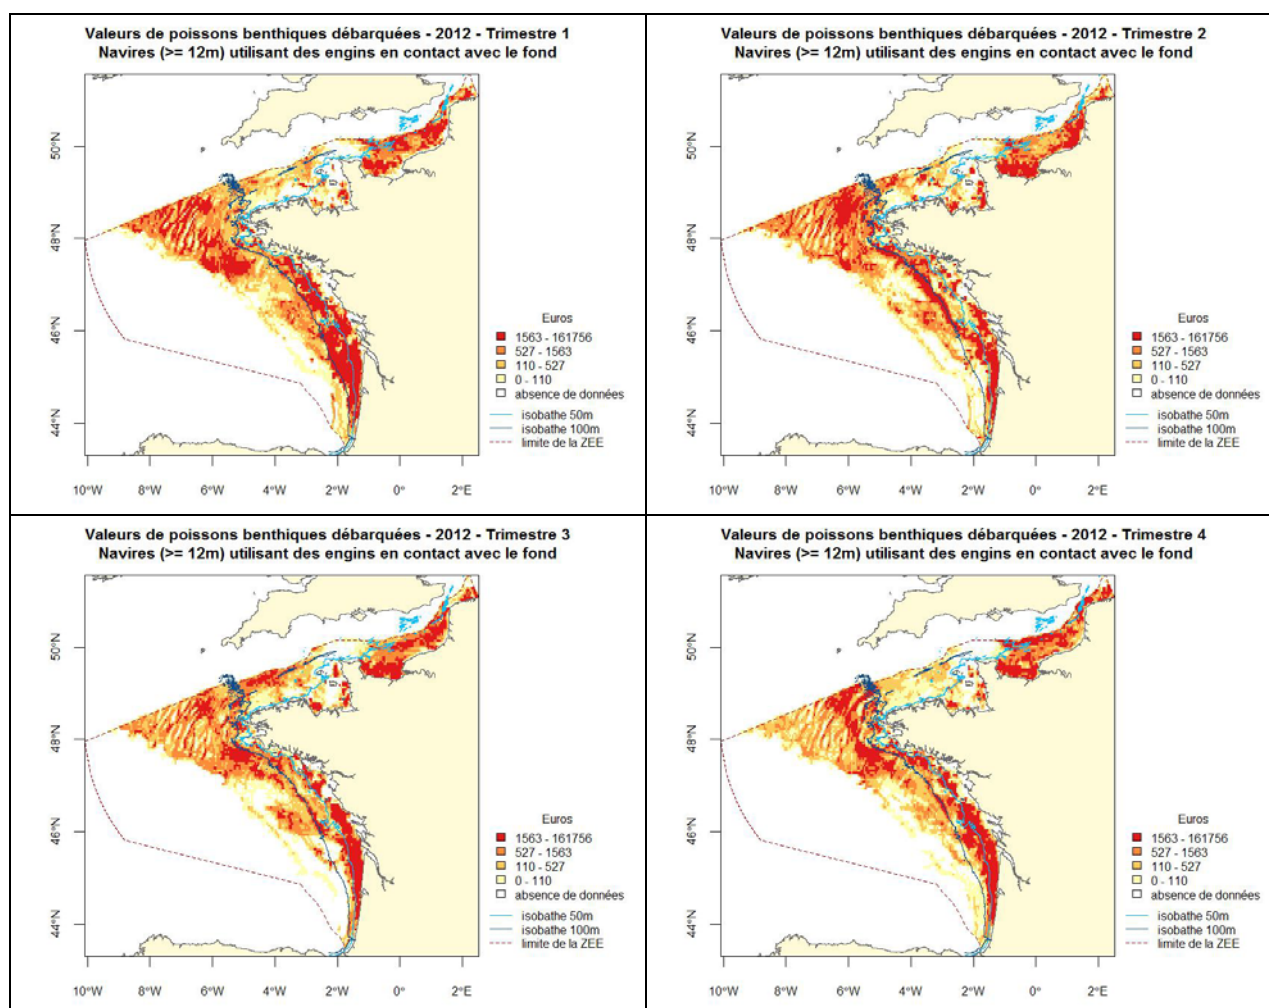 Valeurs de poissons benthiques débarquées - 2012 - Trimestre 1
Navires (>= 12m) utilisant des engins en contact avec le fond
50°N
48°N
46°N
44°N
Euros
1563 - 161756
527 - 1563
110 - 527
0 - 110
absence de données
isobathe 50m
isobathe 100m
limite de la ZEE
10°W 8°W 6°W 4°W 2°W 0° 2°E
Valeurs de poissons benthiques débarquées - 2012 - Trimestre 2
Navires (>= 12m) utilisant des engins en contact avec le fond
50°N
48°N
46°N
44°N
Euros
1563 - 161756
527 - 1563
110 - 527
0 - 110
absence de données
isobathe 50m
isobathe 100m
limite de la ZEE
10°W 8°W 6°W 4°W 2°W 0° 2°E
Valeurs de poissons benthiques débarquées - 2012 - Trimestre 3
Navires (>= 12m) utilisant des engins en contact avec le fond
50°N
48°N
46°N
44°N
Euros
1563 - 161756
527 - 1563
110 - 527
0 - 110
absence de données
isobathe 50m
isobathe 100m
limite de la ZEE
10°W 8°W 6°W 4°W 2°W 0° 2°E
Valeurs de poissons benthiques débarquées - 2012 - Trimestre 4
Navires (>= 12m) utilisant des engins en contact avec le fond
50°N
48°N
46°N
44°N
Euros
1563 - 161756
527 - 1563
110 - 527
0 - 110
absence de données
isobathe 50m
isobathe 100m
limite de la ZEE
10°W 8°W 6°W 4°W 2°W 0° 2°E